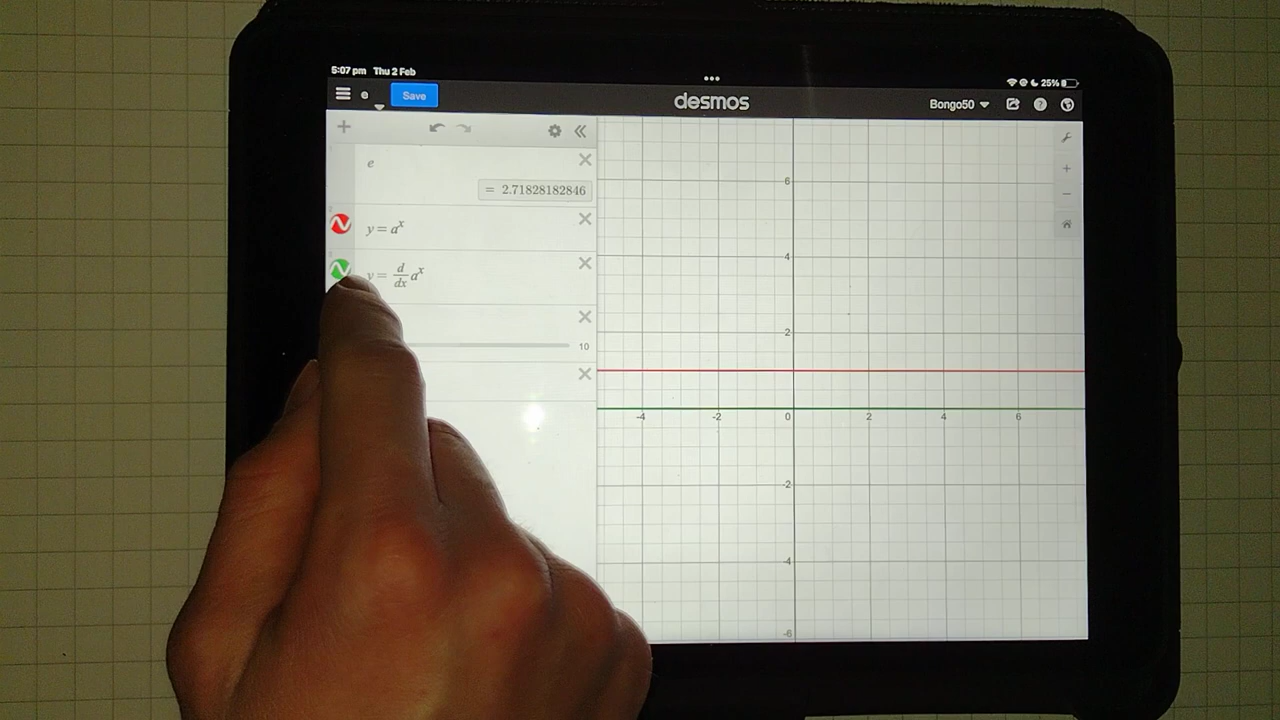 5:07 pm Thu 2 Feb
25%
e
Save
desmos
Bongo50
e
= 2.71828182846
y = a^x
y = d/dx a^x
10
6
4
2
-4 -2 0 2 4 6
-2
-4
-6